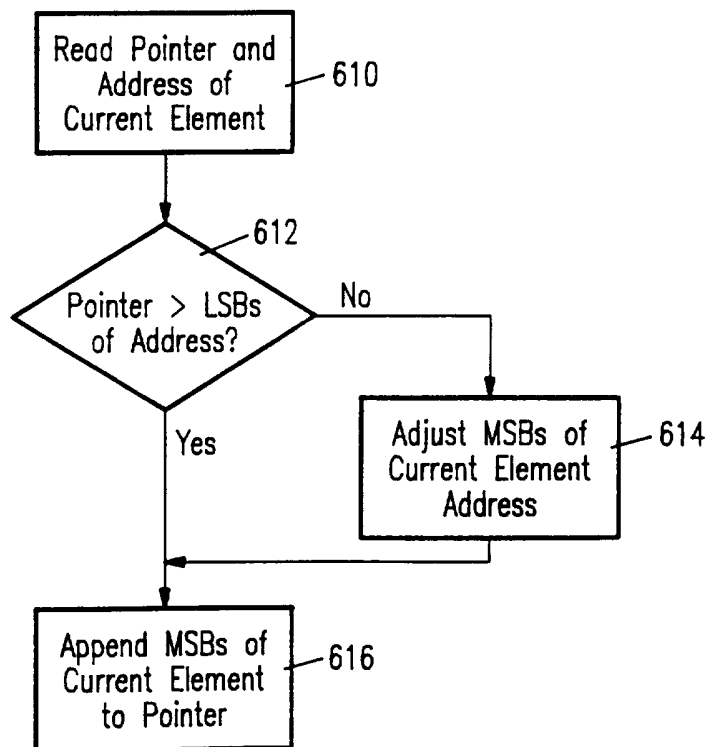 Read Pointer and
Address of
Current Element
610
612
Pointer > LSBs
of Address?
No
Yes
Adjust MSBs of
Current Element
Address
614
Append MSBs of
Current Element
to Pointer
616